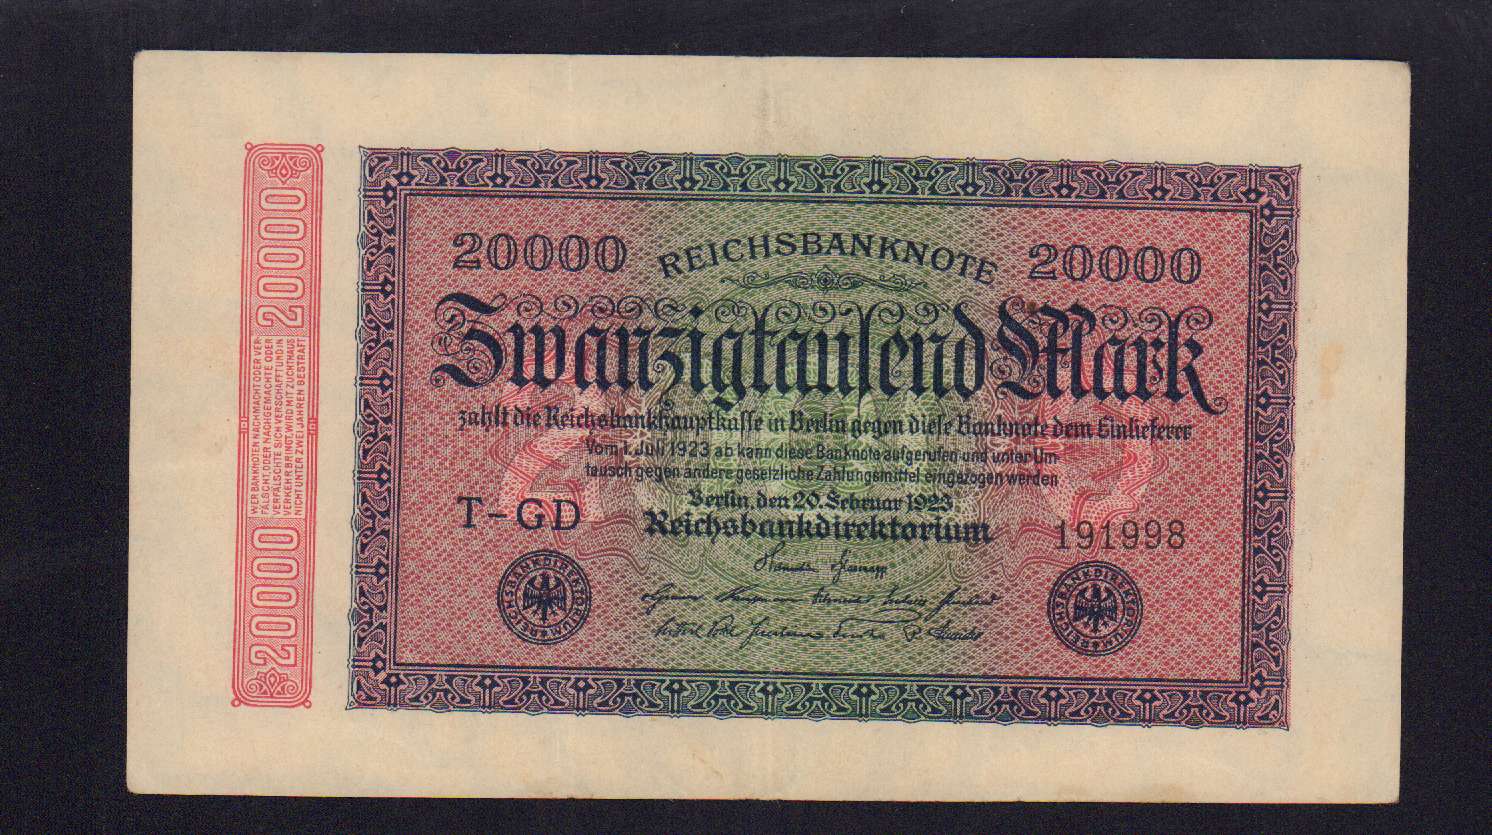 20000
20000
WER BANKNOTEN NACHMACHT ODER VER-
FÄLSCHT, ODER NACHGEMACHTE ODER
VERFÄLSCHTE SICH VERSCHAFFT UND IN
VERKEHR BRINGT, WIRD MIT ZUCHTHAUS
NICHT UNTER ZWEI JAHREN BESTRAFT
20000 REICHSBANKNOTE 20000
Zwanzigtauſend Mark
zahlt die Reichsbankhauptkaſſe in Berlin gegen dieſe Banknote dem Einlieferer
Vom 1. Juli 1923 ab kann diese Banknote aufgerufen und unter Um-
tausch gegen andere gesetzliche Zahlungsmittel eingezogen werden
Berlin, den 20. Februar 1923
T-GD Reichsbankdirektorium 191998
REICHSBANKDIREKTORIUM
REICHSBANKDIREKTORIUM